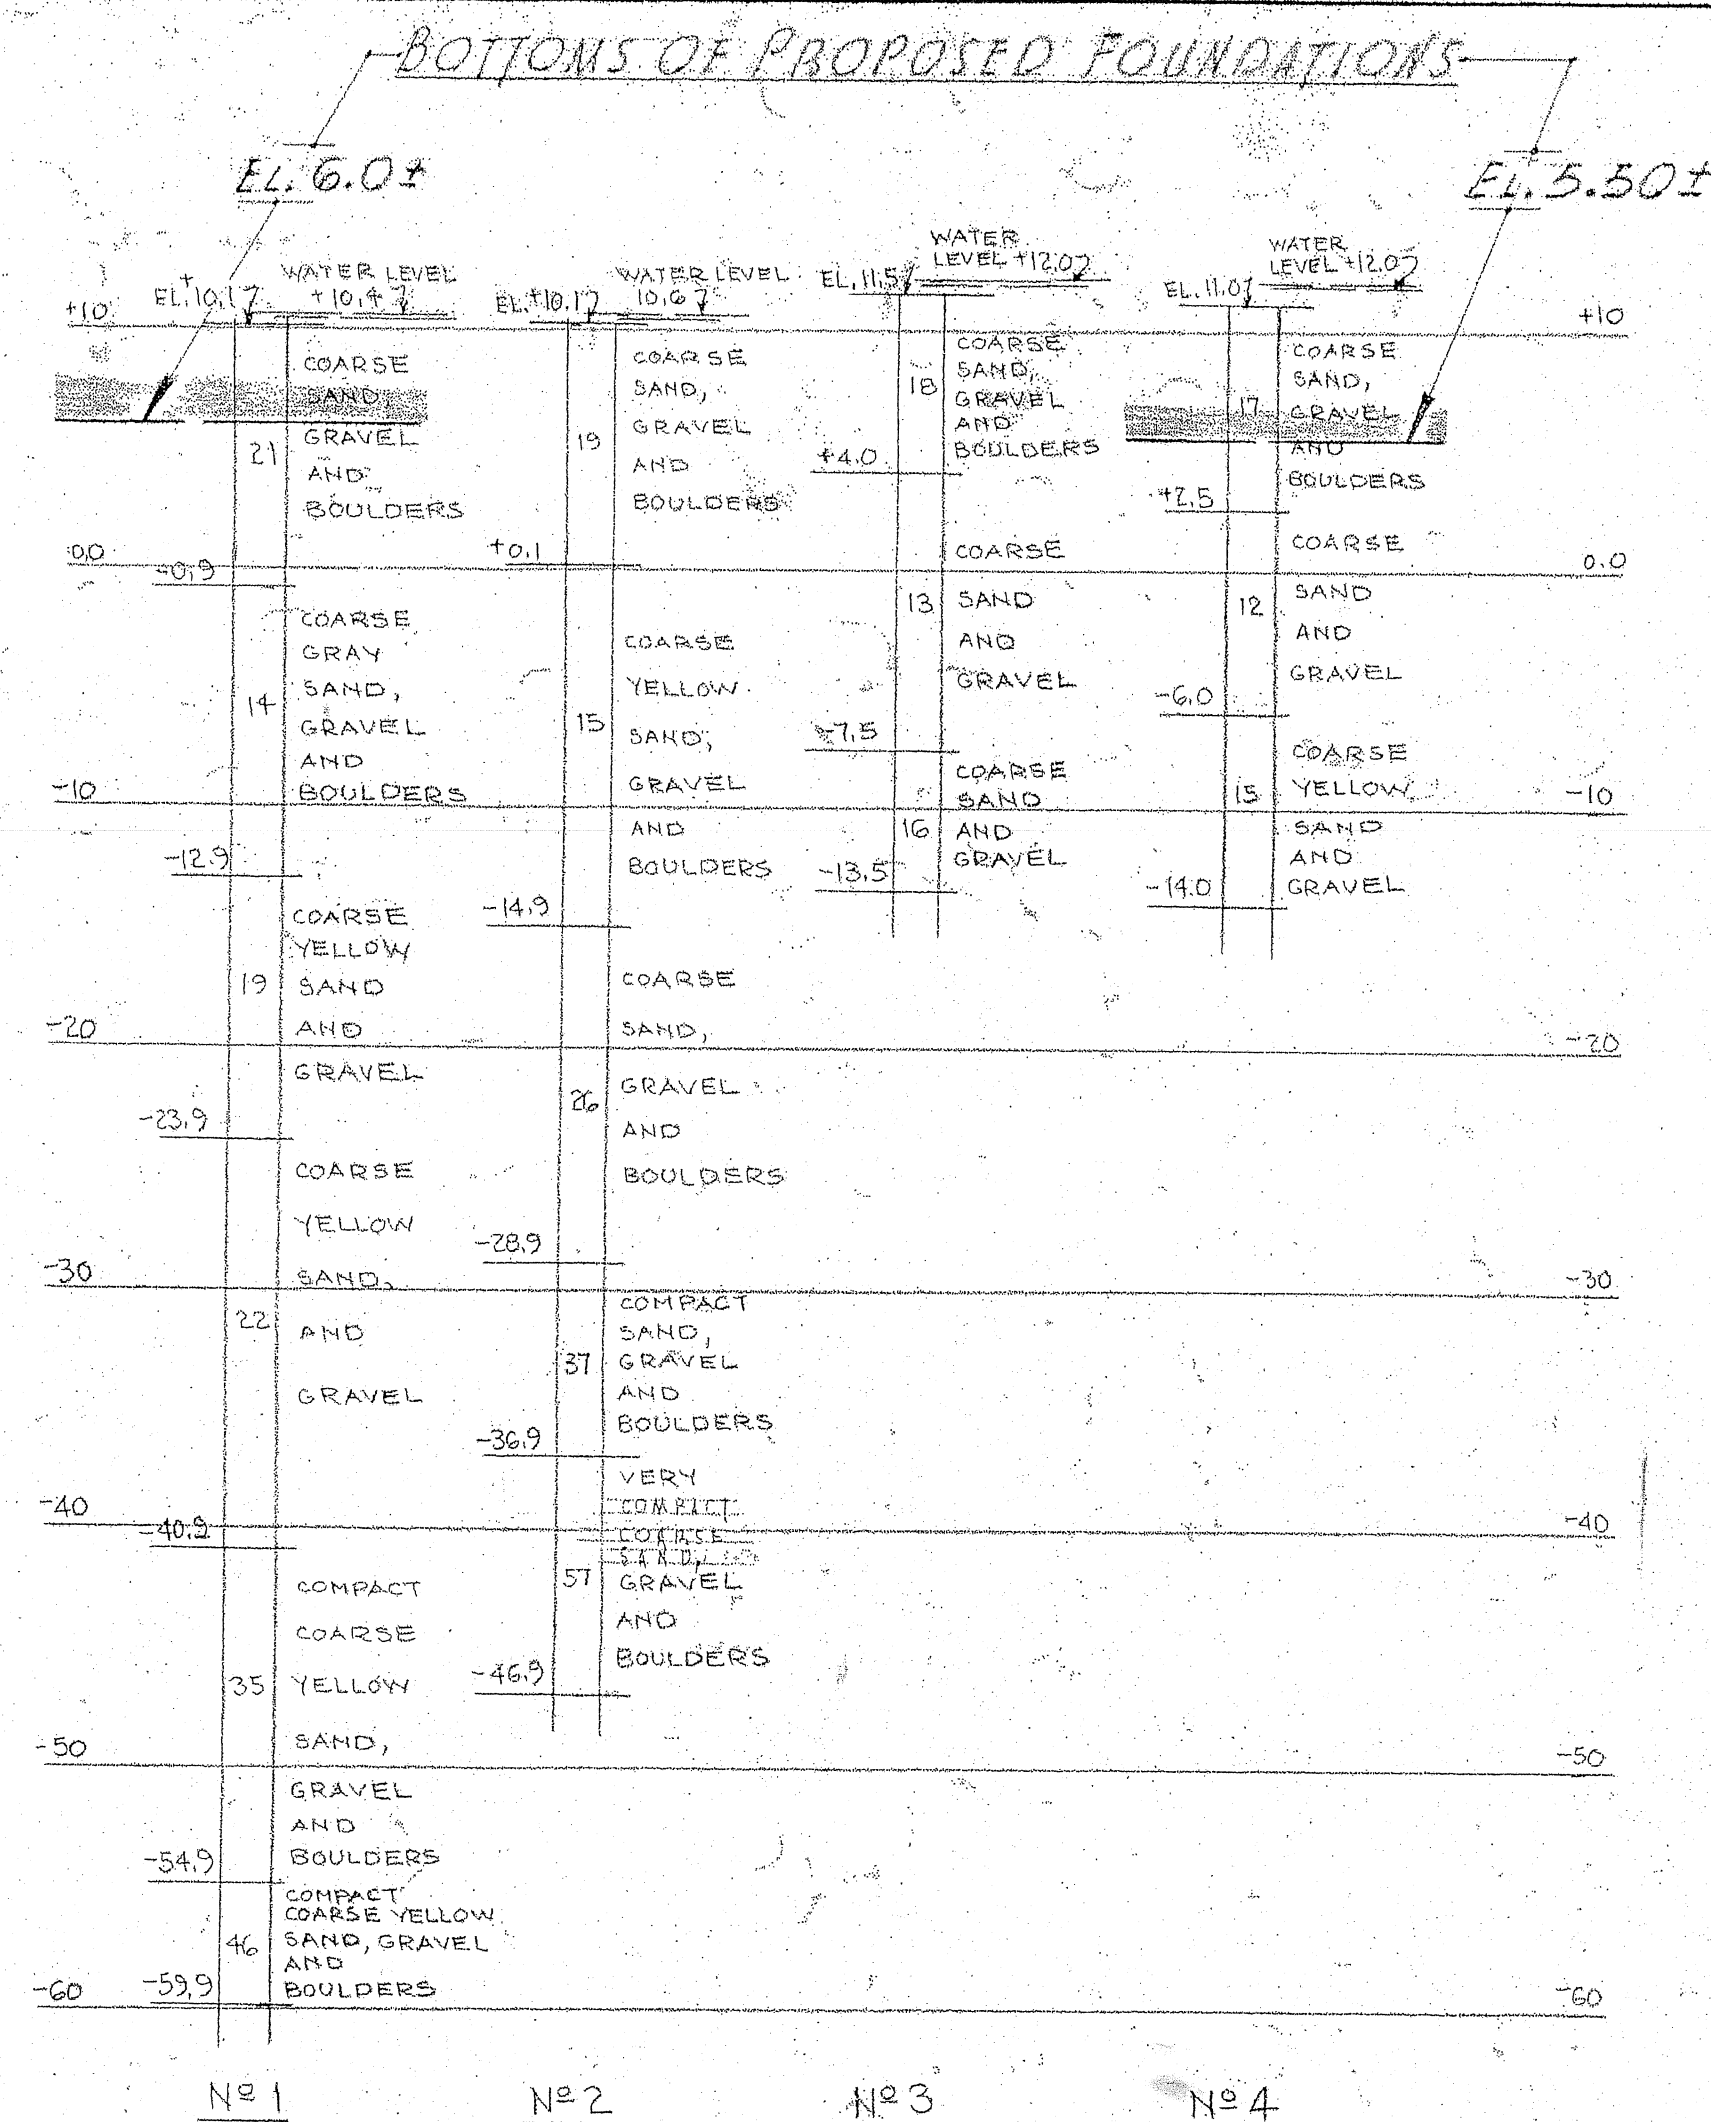 BOTTOMS OF PROPOSED FOUNDATIONS
EL. 6.0±
EL. 5.50±
+10
EL.+10.1
WATER LEVEL
+10.4
COARSE
SAND,
GRAVEL
AND
BOULDERS
21
0.0
-0.9
COARSE
GRAY
SAND,
GRAVEL
AND
BOULDERS
14
-10
-12.9
COARSE
YELLOW
SAND
AND
GRAVEL
19
-20
-23.9
COARSE
YELLOW
SAND,
AND
GRAVEL
22
-30
-40
-40.9
COMPACT
COARSE
YELLOW
SAND,
GRAVEL
AND
BOULDERS
35
-50
-54.9
COMPACT
COARSE YELLOW
SAND, GRAVEL
AND
BOULDERS
46
-60
-59.9
Nº 1
EL.+10.1
WATER LEVEL
10.6
COARSE
SAND,
GRAVEL
AND
BOULDERS
19
+0.1
COARSE
YELLOW
SAND,
GRAVEL
AND
BOULDERS
15
-14.9
COARSE
SAND,
GRAVEL
AND
BOULDERS
26
-28.9
COMPACT
SAND,
GRAVEL
AND
BOULDERS
37
-36.9
VERY
COMPACT
COARSE
SAND,
GRAVEL
AND
BOULDERS
57
-46.9
Nº 2
EL. 11.5
WATER
LEVEL +12.0
COARSE
SAND,
GRAVEL
AND
BOULDERS
18
+4.0
COARSE
SAND
AND
GRAVEL
13
-7.5
COARSE
SAND
AND
GRAVEL
16
-13.5
Nº 3
EL. 11.0
WATER
LEVEL +12.0
COARSE
SAND,
GRAVEL
AND
BOULDERS
17
+2.5
COARSE
SAND
AND
GRAVEL
12
-6.0
COARSE
YELLOW
SAND
AND
GRAVEL
15
-14.0
Nº 4
+10
0.0
-10
-20
-30
-40
-50
-60